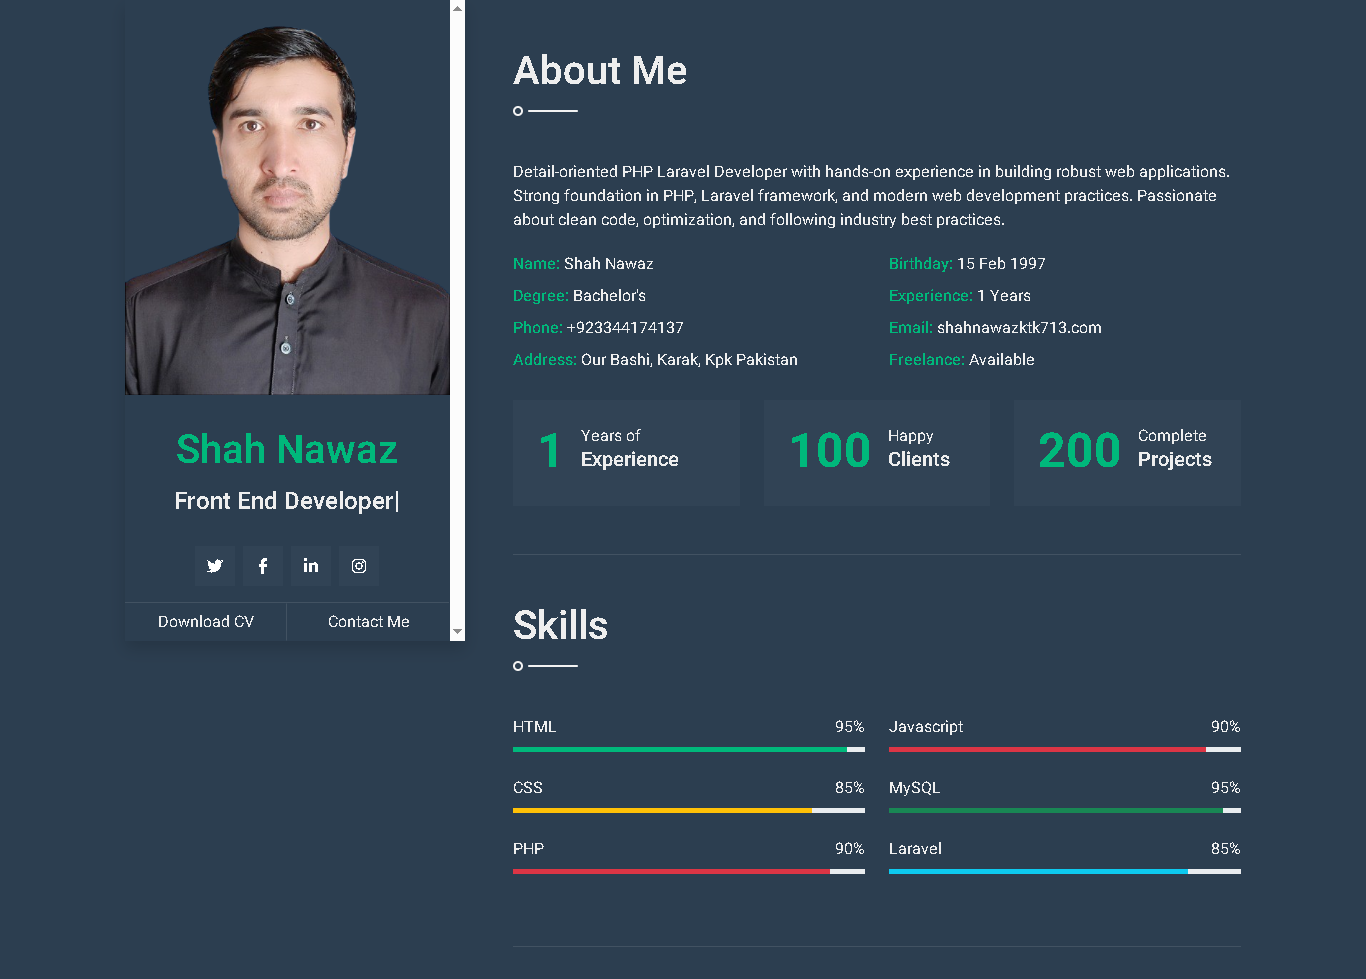 Shah Nawaz
Front End Developer|
Download CV
Contact Me
About Me
Detail-oriented PHP Laravel Developer with hands-on experience in building robust web applications.
Strong foundation in PHP, Laravel framework, and modern web development practices. Passionate
about clean code, optimization, and following industry best practices.
Name: Shah Nawaz
Birthday: 15 Feb 1997
Degree: Bachelor's
Experience: 1 Years
Phone: +923344174137
Email: shahnawazktk713.com
Address: Our Bashi, Karak, Kpk Pakistan
Freelance: Available
1
Years of
Experience
100
Happy
Clients
200
Complete
Projects
Skills
HTML 95%
Javascript 90%
CSS 85%
MySQL 95%
PHP 90%
Laravel 85%